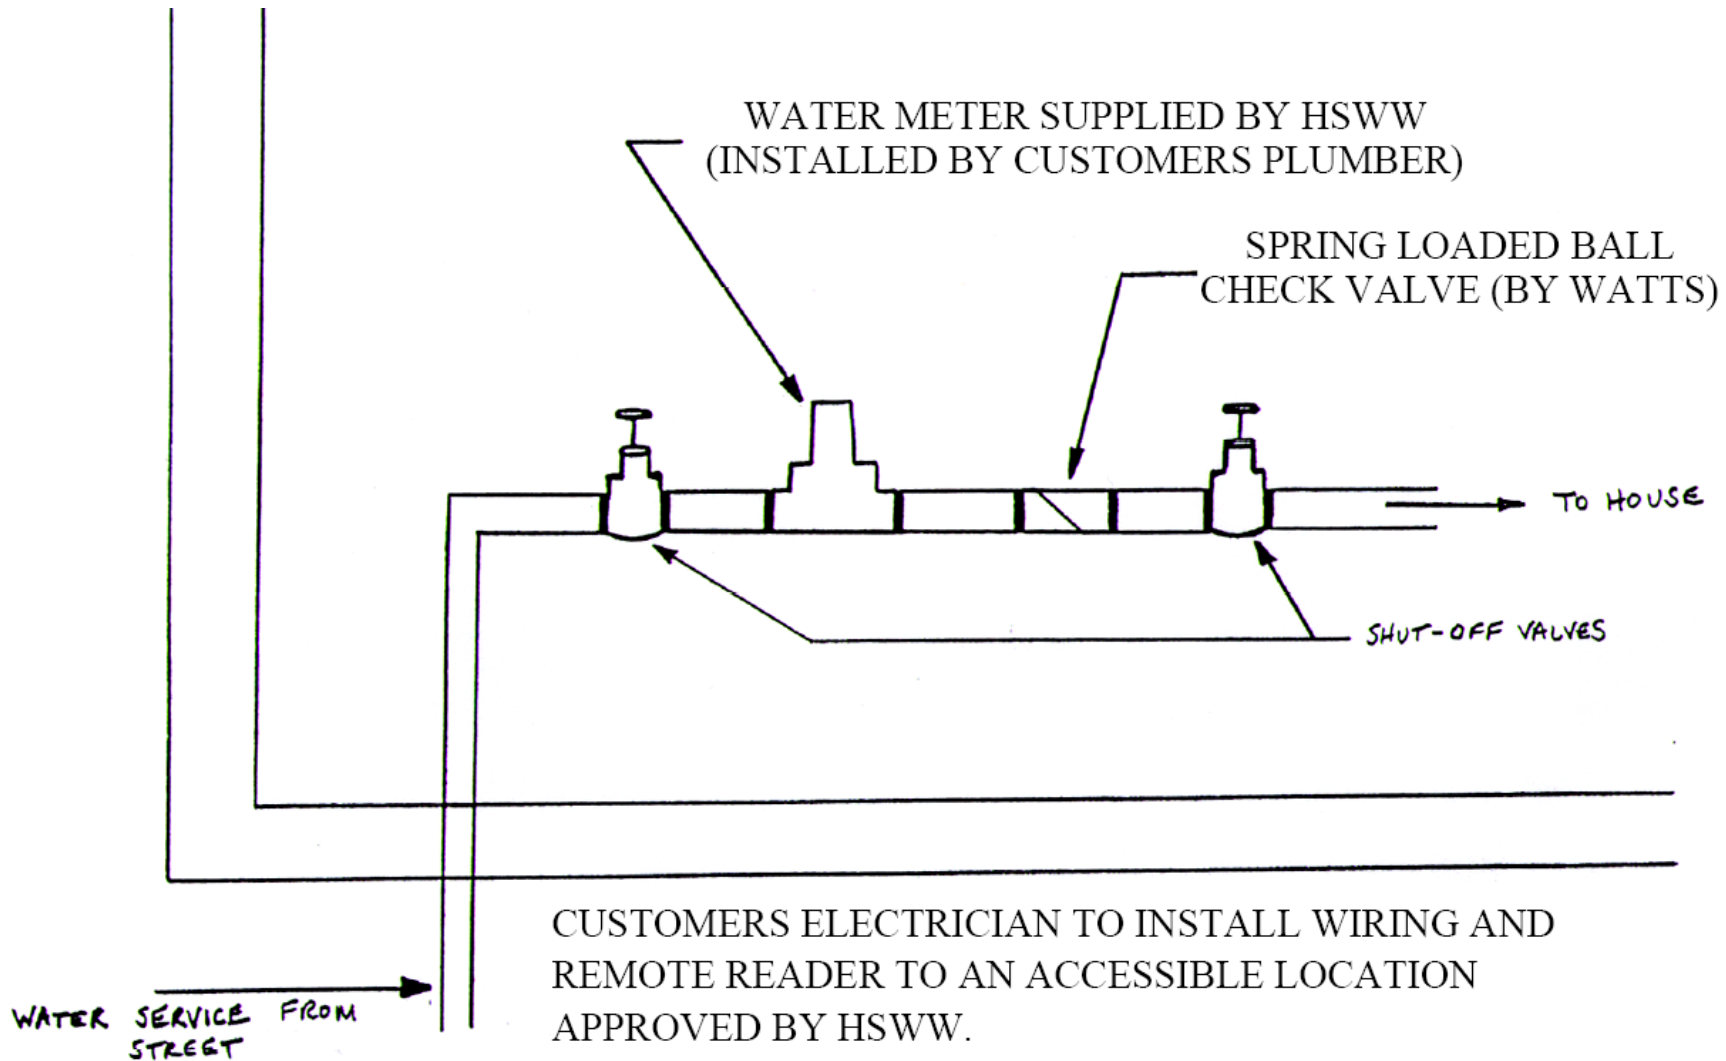 WATER METER SUPPLIED BY HSWW
(INSTALLED BY CUSTOMERS PLUMBER)
SPRING LOADED BALL
CHECK VALVE (BY WATTS)
TO HOUSE
SHUT-OFF VALVES
CUSTOMERS ELECTRICIAN TO INSTALL WIRING AND
REMOTE READER TO AN ACCESSIBLE LOCATION
APPROVED BY HSWW.
WATER SERVICE FROM
STREET